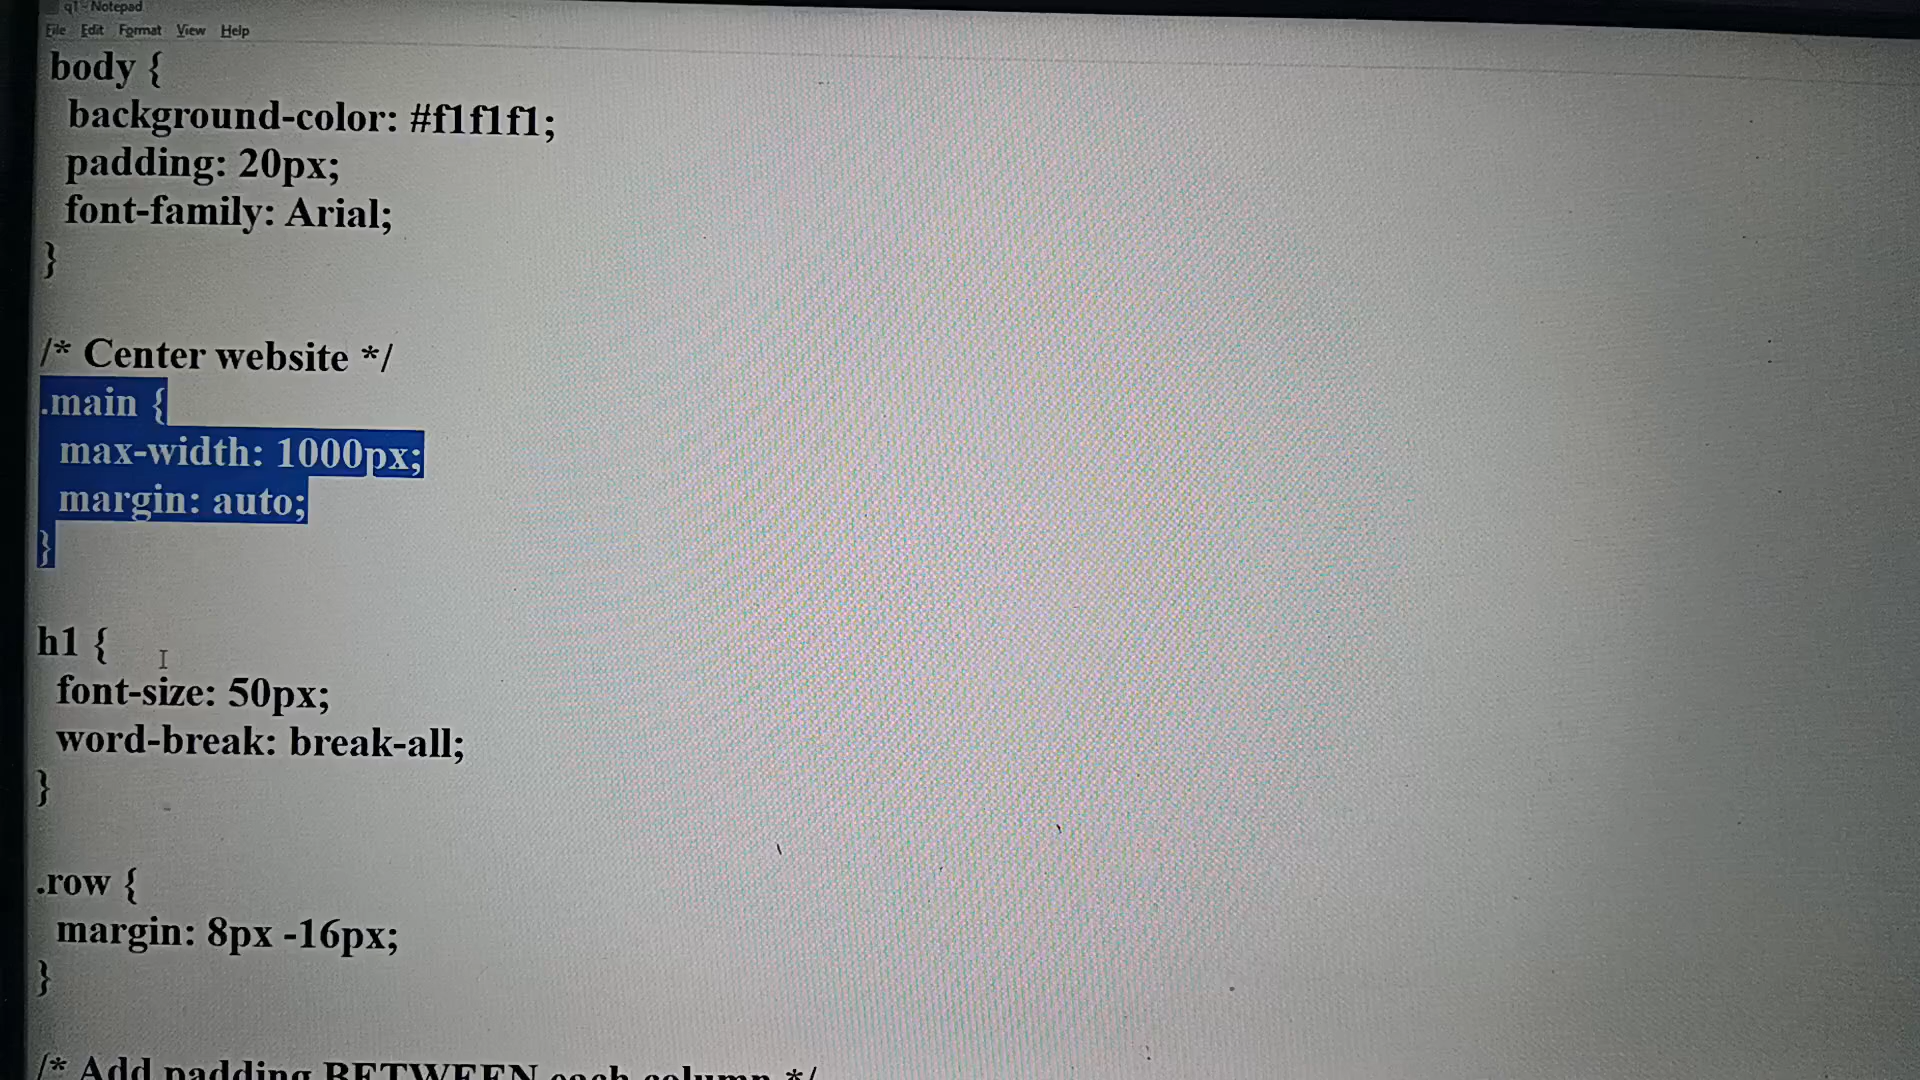 q1 - Notepad
File Edit Format View Help
body {
background-color: #f1f1f1;
padding: 20px;
font-family: Arial;
}
/* Center website */
.main {
max-width: 1000px;
margin: auto;
}
h1 {
font-size: 50px;
word-break: break-all;
}
.row {
margin: 8px -16px;
}
/* Add padding BETWEEN each column */